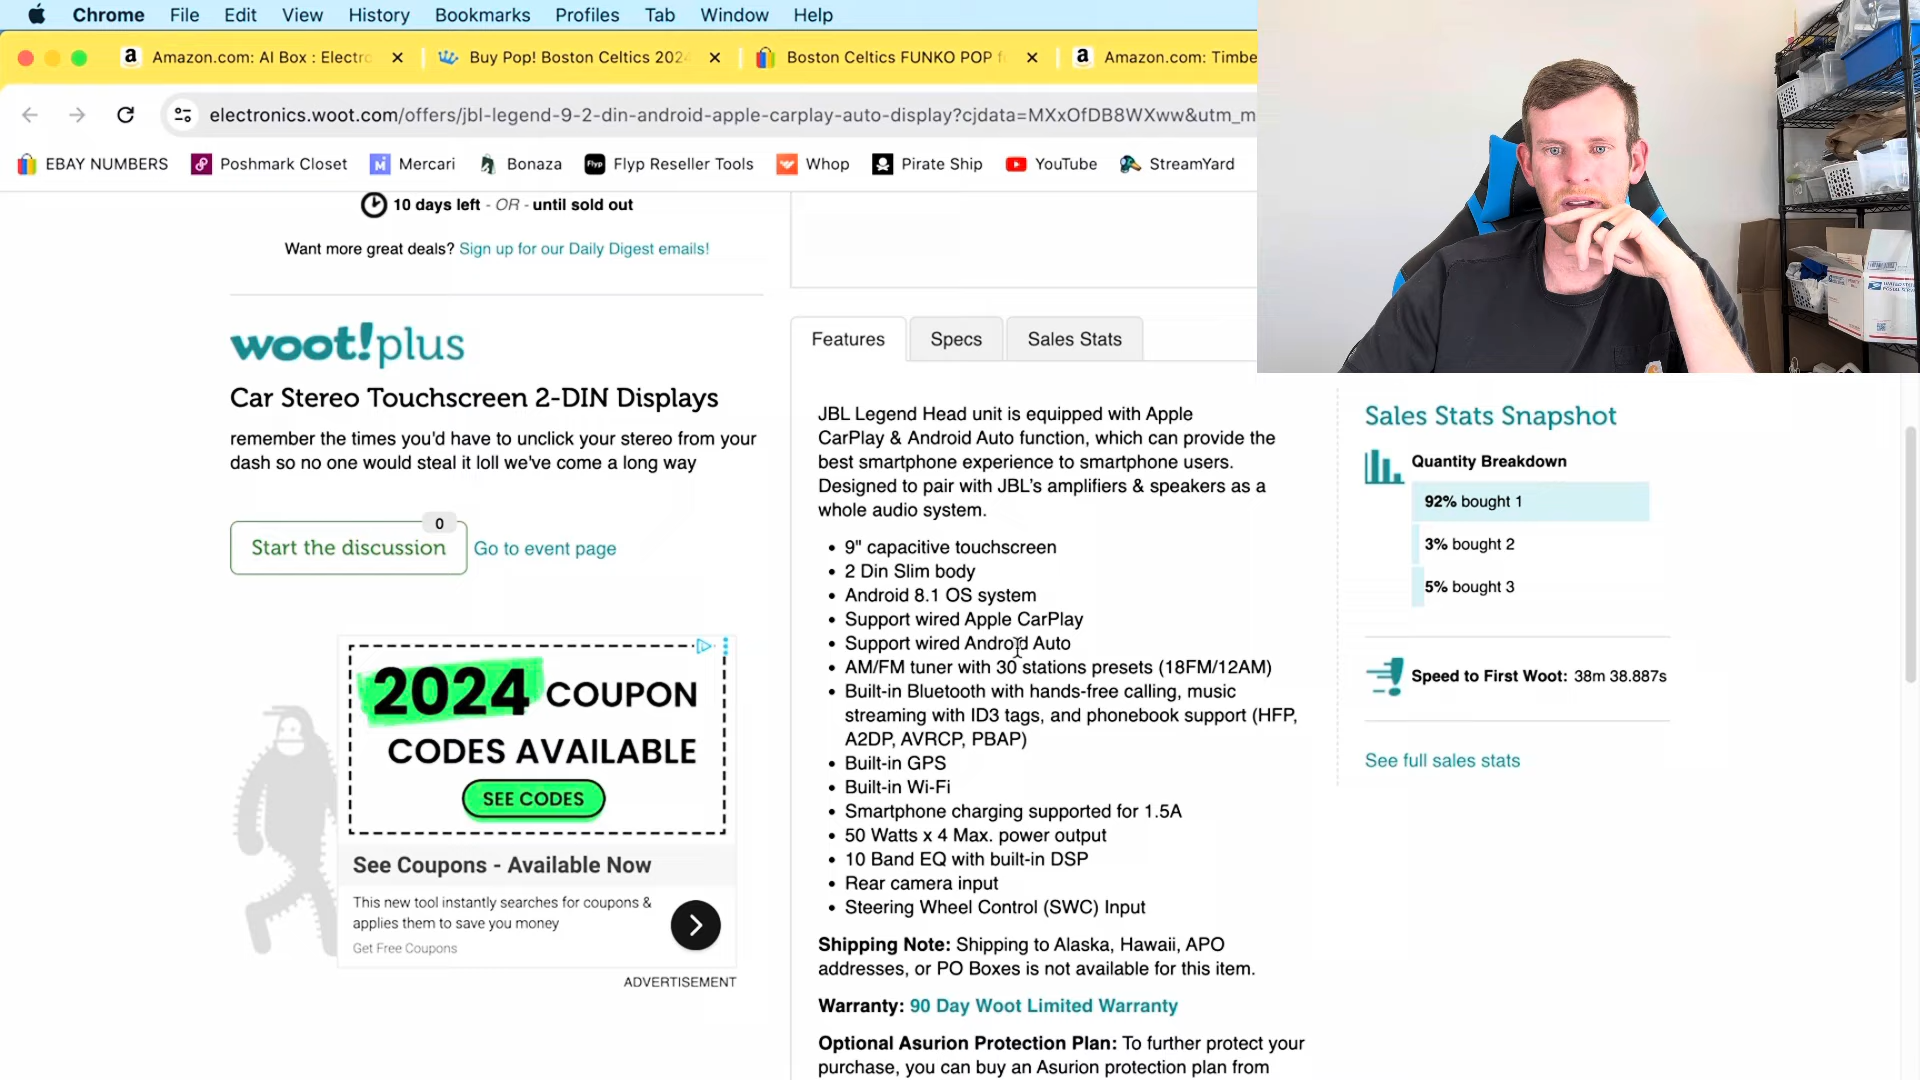 Chrome File Edit View History Bookmarks Profiles Tab Window Help
Amazon.com: AI Box : Electro
Buy Pop! Boston Celtics 2024
Boston Celtics FUNKO POP f
Amazon.com: Timbe
electronics.woot.com/offers/jbl-legend-9-2-din-android-apple-carplay-auto-display?cjdata=MXxOfDB8WXww&utm_m
EBAY NUMBERS Poshmark Closet Mercari Bonaza Flyp Flyp Reseller Tools Whop Pirate Ship YouTube StreamYard
10 days left - OR - until sold out
Want more great deals? Sign up for our Daily Digest emails!
woot!plus
Car Stereo Touchscreen 2-DIN Displays
remember the times you'd have to unclick your stereo from your
dash so no one would steal it loll we've come a long way
0
Start the discussion Go to event page
2024 COUPON
CODES AVAILABLE
SEE CODES
See Coupons - Available Now
This new tool instantly searches for coupons &
applies them to save you money
Get Free Coupons
ADVERTISEMENT
Features Specs Sales Stats
JBL Legend Head unit is equipped with Apple
CarPlay & Android Auto function, which can provide the
best smartphone experience to smartphone users.
Designed to pair with JBL's amplifiers & speakers as a
whole audio system.
• 9" capacitive touchscreen
• 2 Din Slim body
• Android 8.1 OS system
• Support wired Apple CarPlay
• Support wired Android Auto
• AM/FM tuner with 30 stations presets (18FM/12AM)
• Built-in Bluetooth with hands-free calling, music
streaming with ID3 tags, and phonebook support (HFP,
A2DP, AVRCP, PBAP)
• Built-in GPS
• Built-in Wi-Fi
• Smartphone charging supported for 1.5A
• 50 Watts x 4 Max. power output
• 10 Band EQ with built-in DSP
• Rear camera input
• Steering Wheel Control (SWC) Input
Shipping Note: Shipping to Alaska, Hawaii, APO
addresses, or PO Boxes is not available for this item.
Warranty: 90 Day Woot Limited Warranty
Optional Asurion Protection Plan: To further protect your
purchase, you can buy an Asurion protection plan from
Sales Stats Snapshot
Quantity Breakdown
92% bought 1
3% bought 2
5% bought 3
Speed to First Woot: 38m 38.887s
See full sales stats